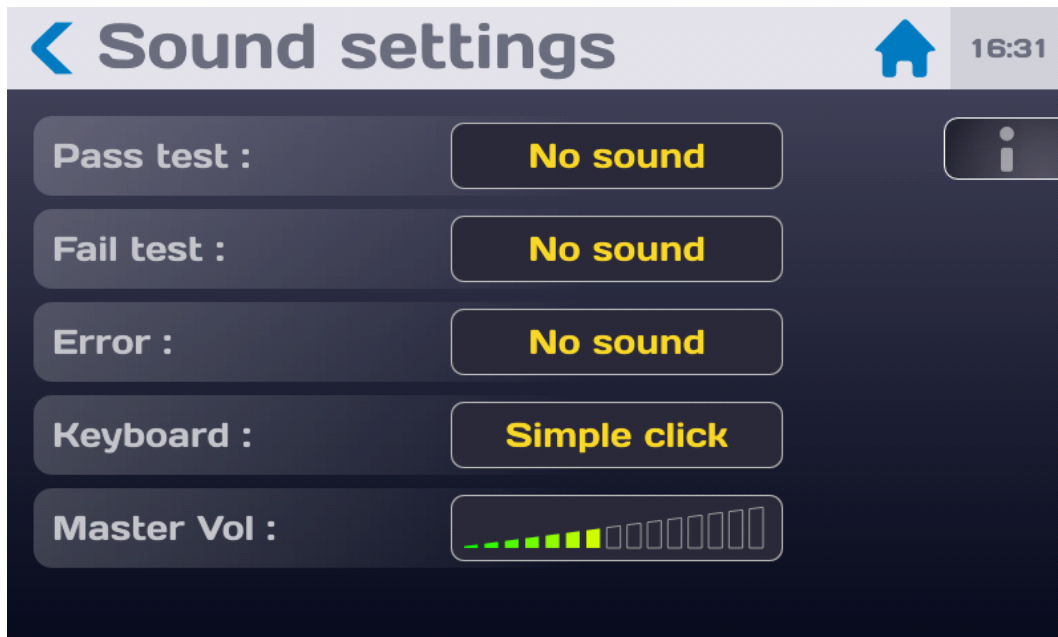 Sound settings
16:31
Pass test :
No sound
Fail test :
No sound
Error :
No sound
Keyboard :
Simple click
Master Vol :